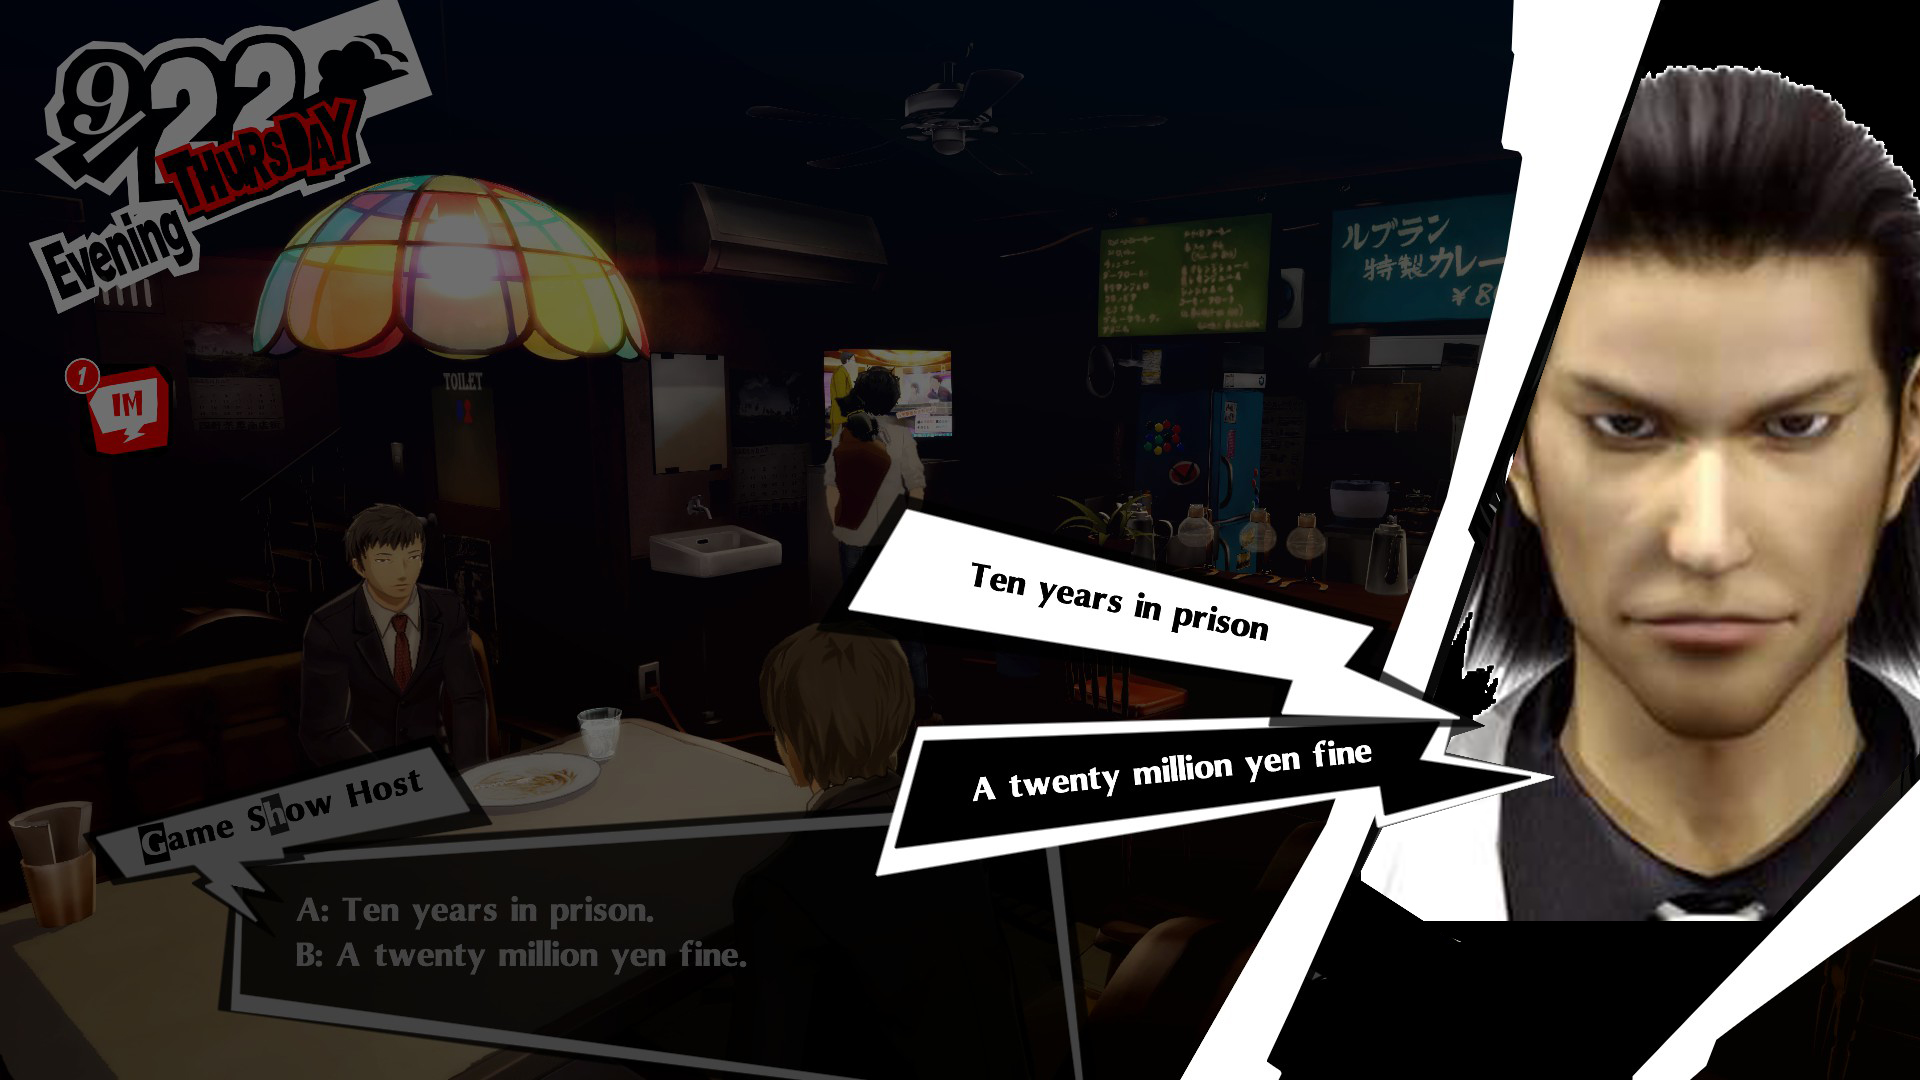 9/22
THURSDAY
Evening
1
IM
TOILET
ルブラン
特製カレー
¥8
Ten years in prison
A twenty million yen fine
Game Show Host
A: Ten years in prison.
B: A twenty million yen fine.